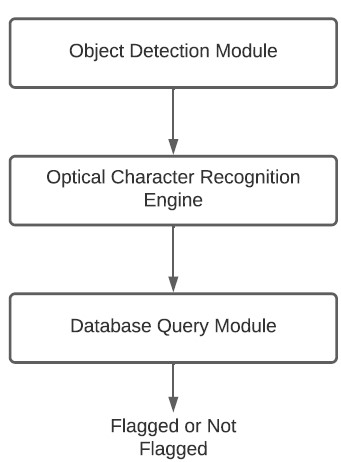 Object Detection Module
Optical Character Recognition
Engine
Database Query Module
Flagged or Not
Flagged